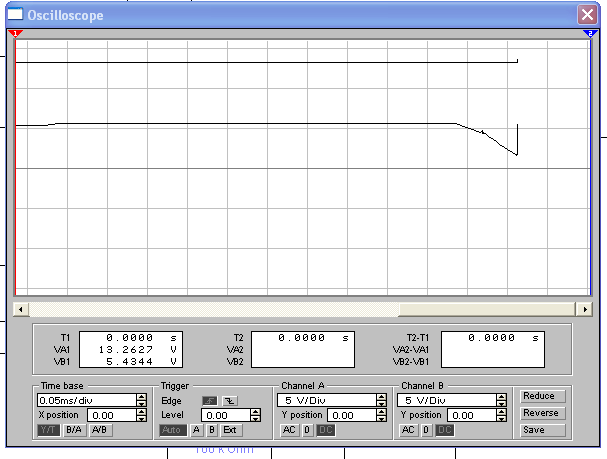 Oscilloscope
1 2
T1 0.0000 s T2 0.0000 s T2-T1 0.0000 s
VA1 13.2627 V VA2 VA2-VA1
VB1 5.4344 V VB2 VB2-VB1
Time base Trigger Channel A Channel B Reduce
0.05ms/div Edge 5 V/Div 5 V/Div Reverse
X position 0.00 Level 0.00 Y position 0.00 Y position 0.00
Y/T B/A A/B Auto A B Ext AC 0 DC AC 0 DC Save
100 k Ohm